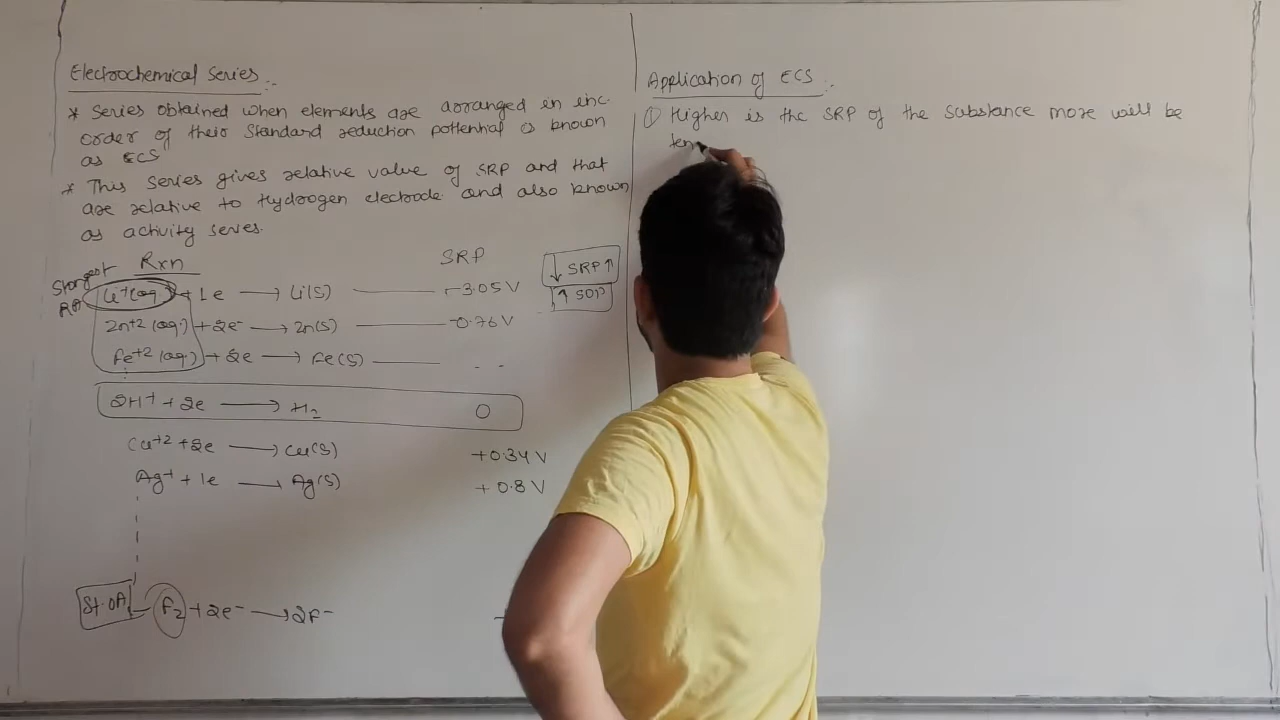 Electrochemical Series :-
* Series obtained when elements are arranged in inc.
order of their Standard reduction pottential is known
as ECS
* This series gives relative value of SRP and that
are relative to Hydrogen electrode and also known
as activity series.
Rxn SRP
Strongest RA Li+(aq.) + 1e ⟶ Li(s) -3.05 V
↓ SRP↑
↑ SOP
Zn+2 (aq.) + 2e- ⟶ Zn(s) -0.76 V
Fe+2 (aq.) + 2e ⟶ Fe(s)
2H+ + 2e ⟶ H2 0
Cu+2 + 2e ⟶ Cu(s) +0.34 V
Ag+ + 1e ⟶ Ag(s) +0.8 V
St. OA F2 + 2e- ⟶ 2F-
Application of ECS :-
① Higher is the SRP of the substance more will be
ten